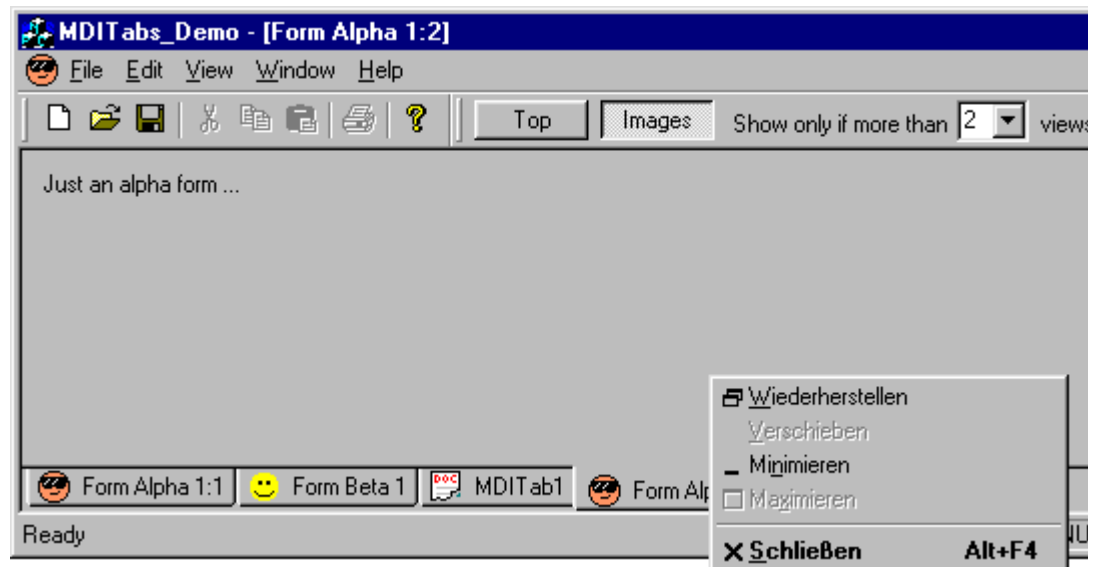 MDITabs_Demo - [Form Alpha 1:2]
File Edit View Window Help
Top Images Show only if more than 2 views
Just an alpha form ...
Wiederherstellen
Verschieben
Minimieren
Maximieren
Schließen Alt+F4
Form Alpha 1:1 Form Beta 1 DOC MDITab1 Form Alp
Ready